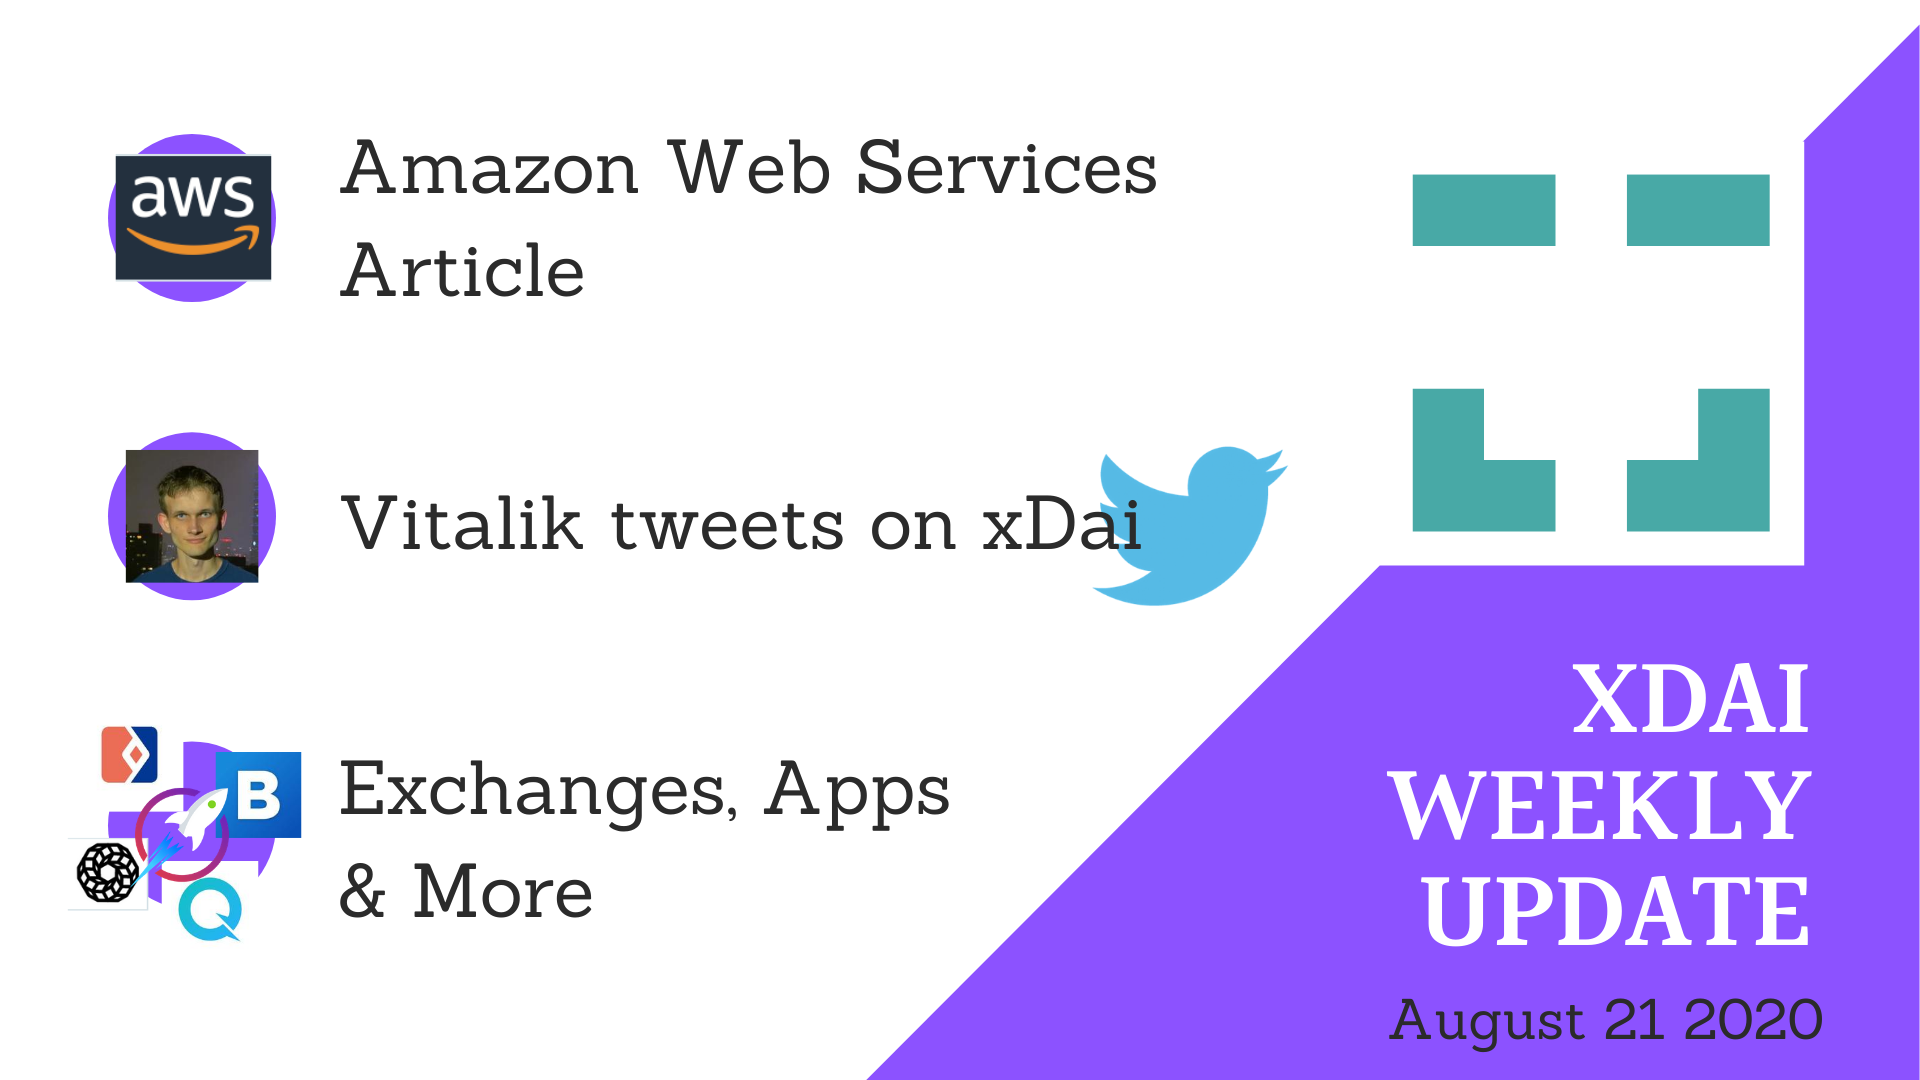 aws
Amazon Web Services
Article
Vitalik tweets on xDai
B
Exchanges, Apps
& More
XDAI
WEEKLY
UPDATE
August 21 2020